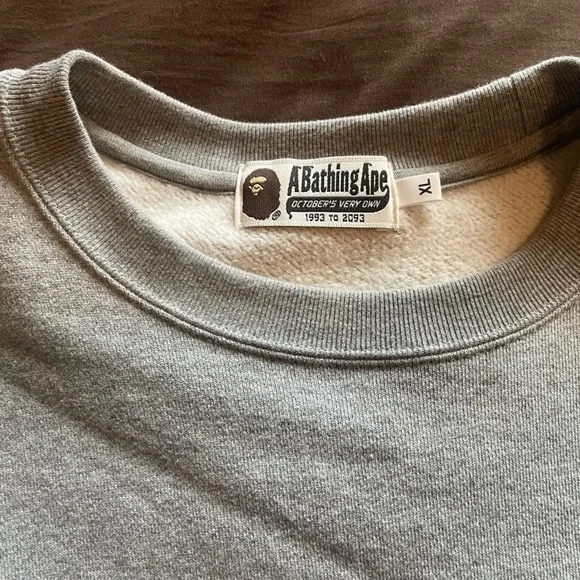 ABathingApe
OCTOBER'S VERY OWN
1993 TO 2093
XL